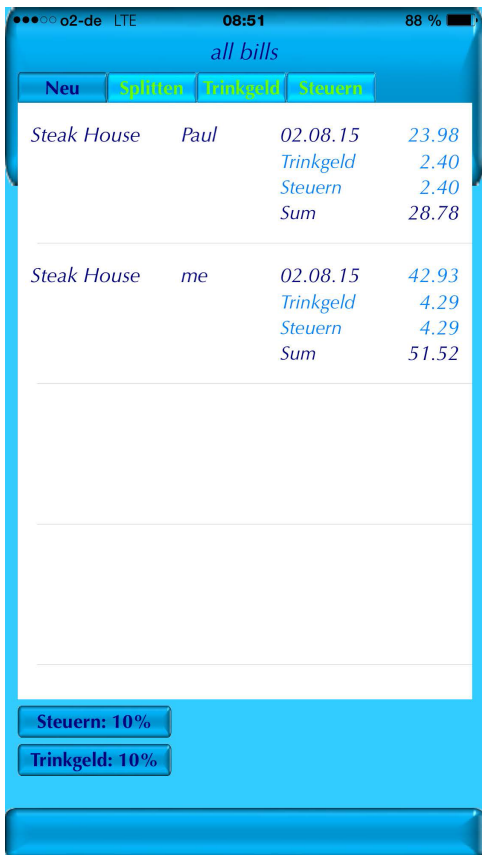 o2-de LTE 08:51 88 %
all bills
Neu Splitten Trinkgeld Steuern
Steak House Paul 02.08.15 23.98
Trinkgeld 2.40
Steuern 2.40
Sum 28.78
Steak House me 02.08.15 42.93
Trinkgeld 4.29
Steuern 4.29
Sum 51.52
Steuern: 10%
Trinkgeld: 10%